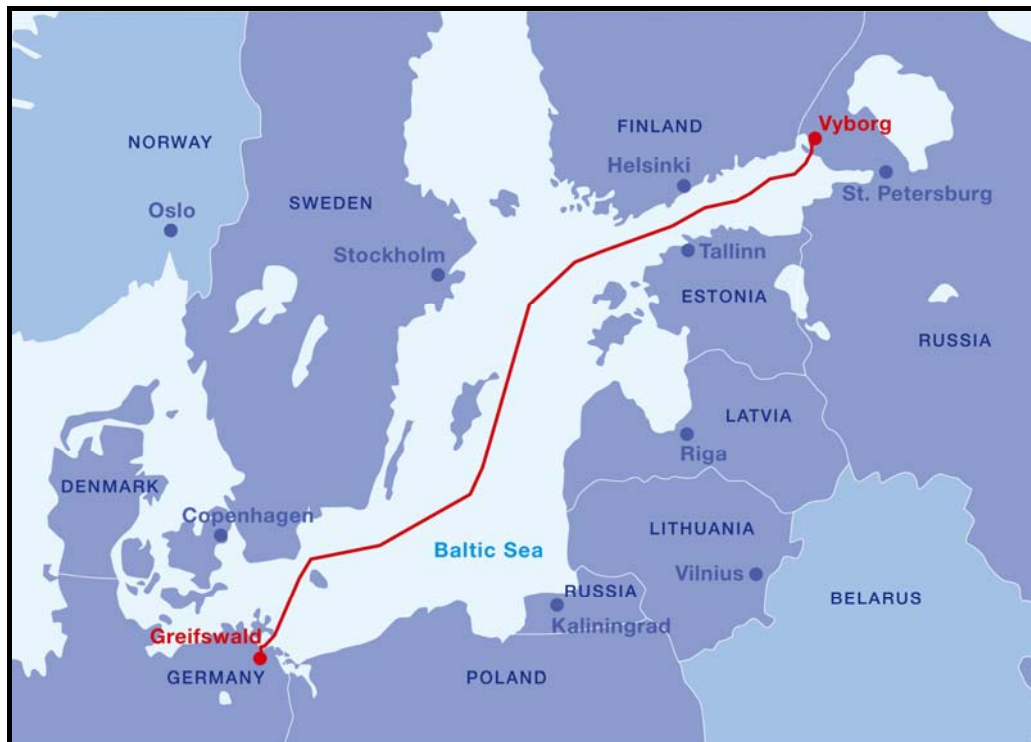 FINLAND
Vyborg
NORWAY
Helsinki
St. Petersburg
SWEDEN
Oslo
Stockholm
Tallinn
ESTONIA
RUSSIA
LATVIA
Riga
DENMARK
Copenhagen
LITHUANIA
Baltic Sea
Vilnius
RUSSIA
BELARUS
Kaliningrad
Greifswald
GERMANY
POLAND